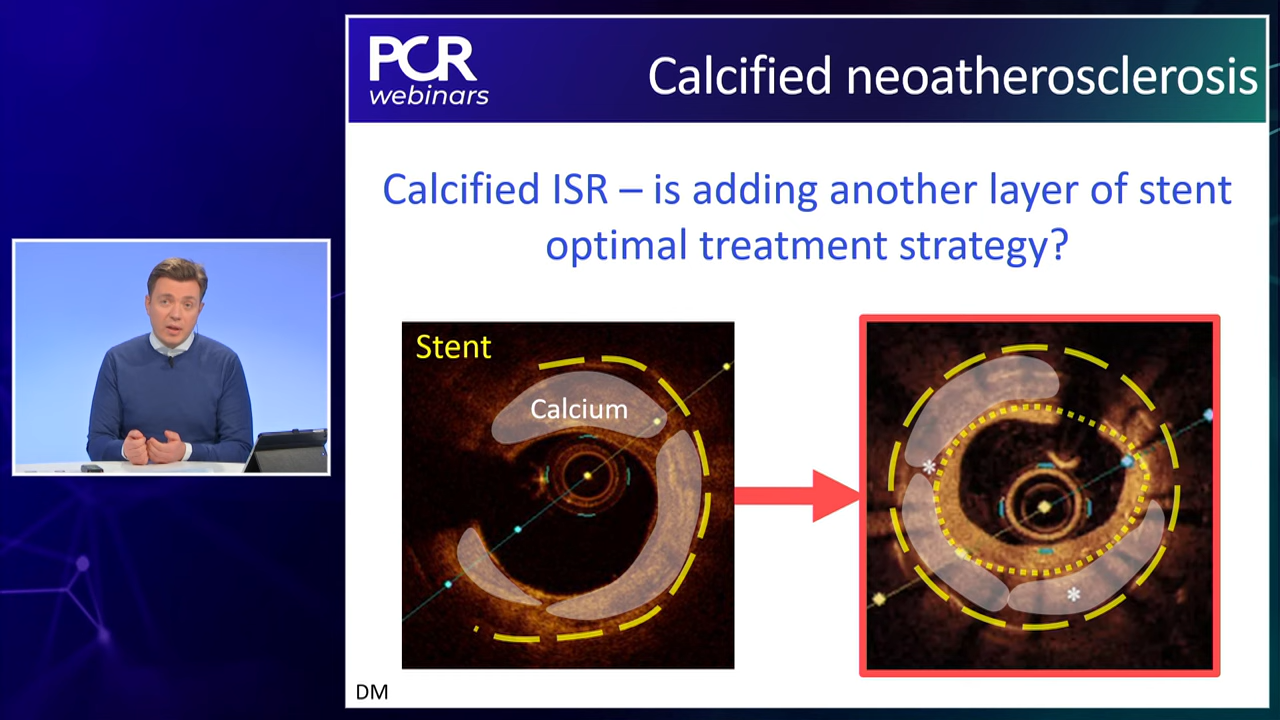 PCR
webinars
Calcified neoatherosclerosis
Calcified ISR – is adding another layer of stent
optimal treatment strategy?
Stent
Calcium
*
*
DM